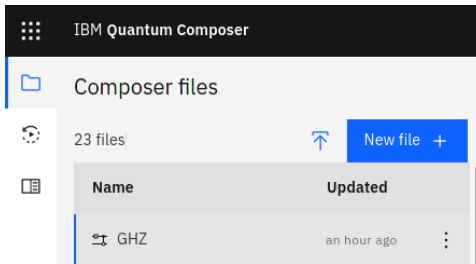 IBM Quantum Composer
Composer files
23 files
New file +
Name Updated
GHZ an hour ago